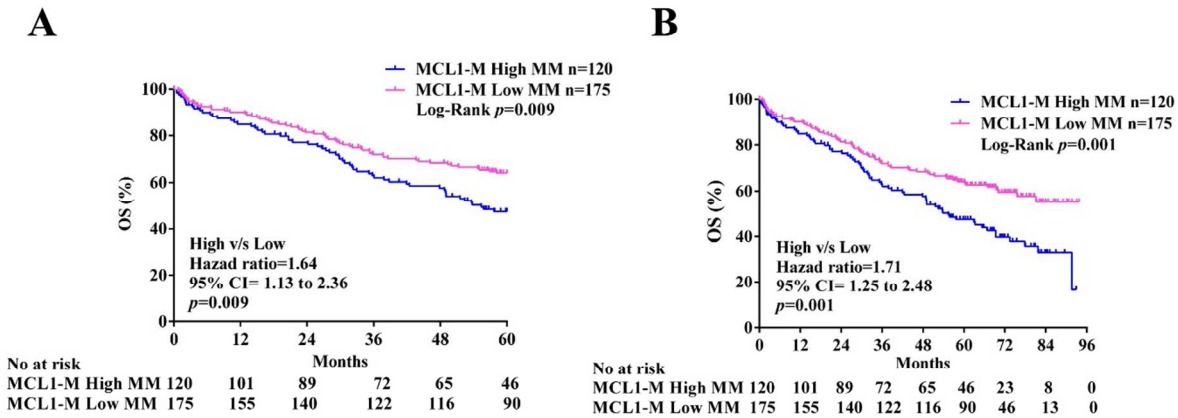 A
MCL1-M High MM n=120
MCL1-M Low MM n=175
Log-Rank p=0.009
100
80
60
40
20
0
OS (%)
High v/s Low
Hazad ratio=1.64
95% CI= 1.13 to 2.36
p=0.009
0 12 24 36 48 60
Months
No at risk
MCL1-M High MM 120 101 89 72 65 46
MCL1-M Low MM 175 155 140 122 116 90
B
MCL1-M High MM n=120
MCL1-M Low MM n=175
Log-Rank p=0.001
100
80
60
40
20
0
OS (%)
High v/s Low
Hazad ratio=1.71
95% CI= 1.25 to 2.48
p=0.001
0 12 24 36 48 60 72 84 96
Months
No at risk
MCL1-M High MM 120 101 89 72 65 46 23 8 0
MCL1-M Low MM 175 155 140 122 116 90 46 13 0